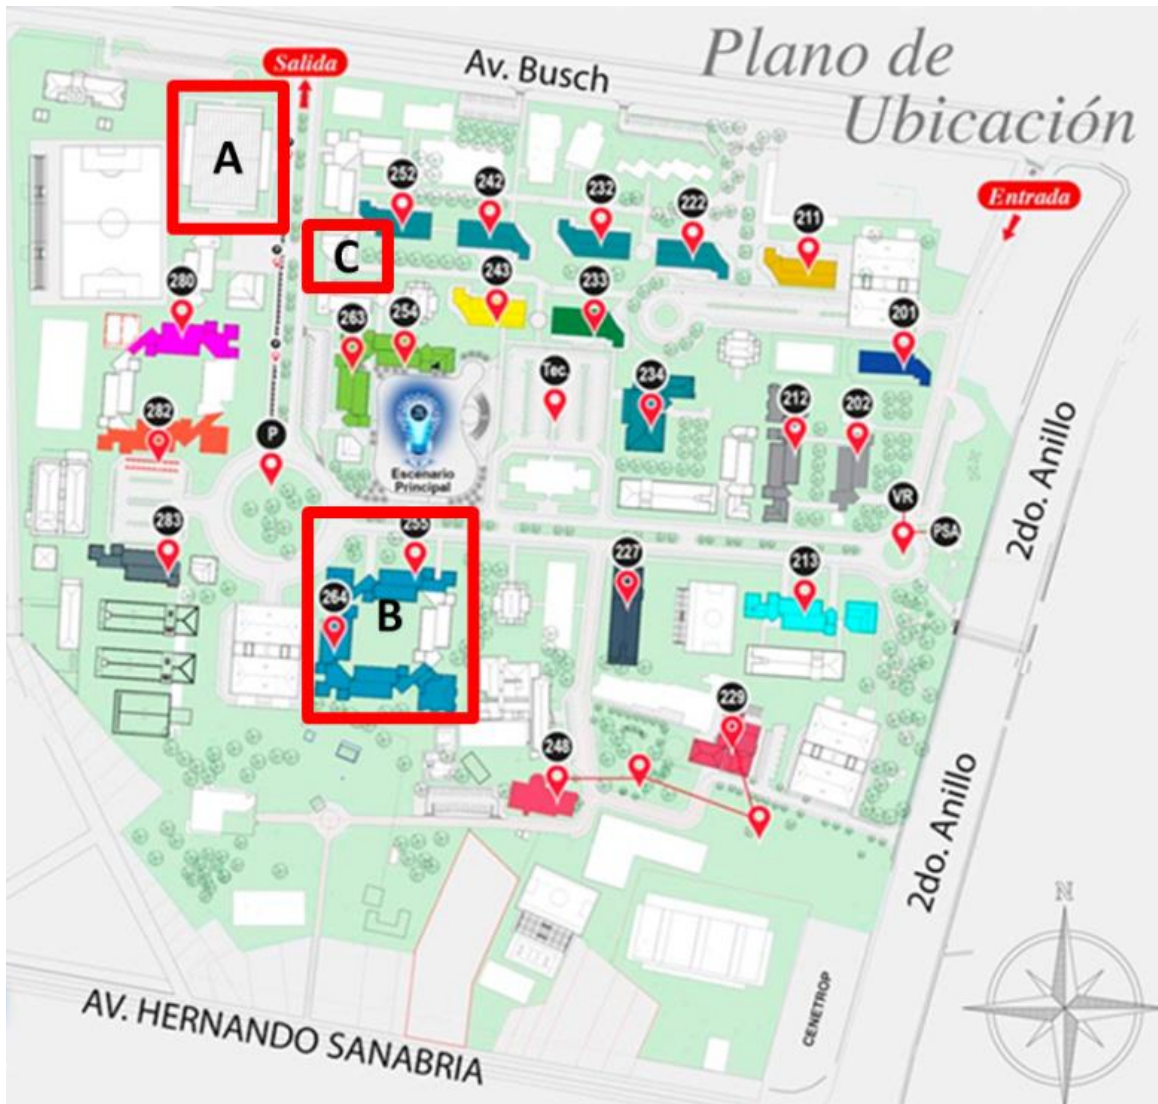 Plano de
Ubicación
Salida
Av. Busch
Entrada
A
252
242
232
222
211
C
280
243
233
263
254
201
Tec.
234
212
202
282
P
Escenario
Principal
VR
PSA
283
255
227
213
264
B
2do. Anillo
229
248
2do. Anillo
N
CENETROP
AV. HERNANDO SANABRIA